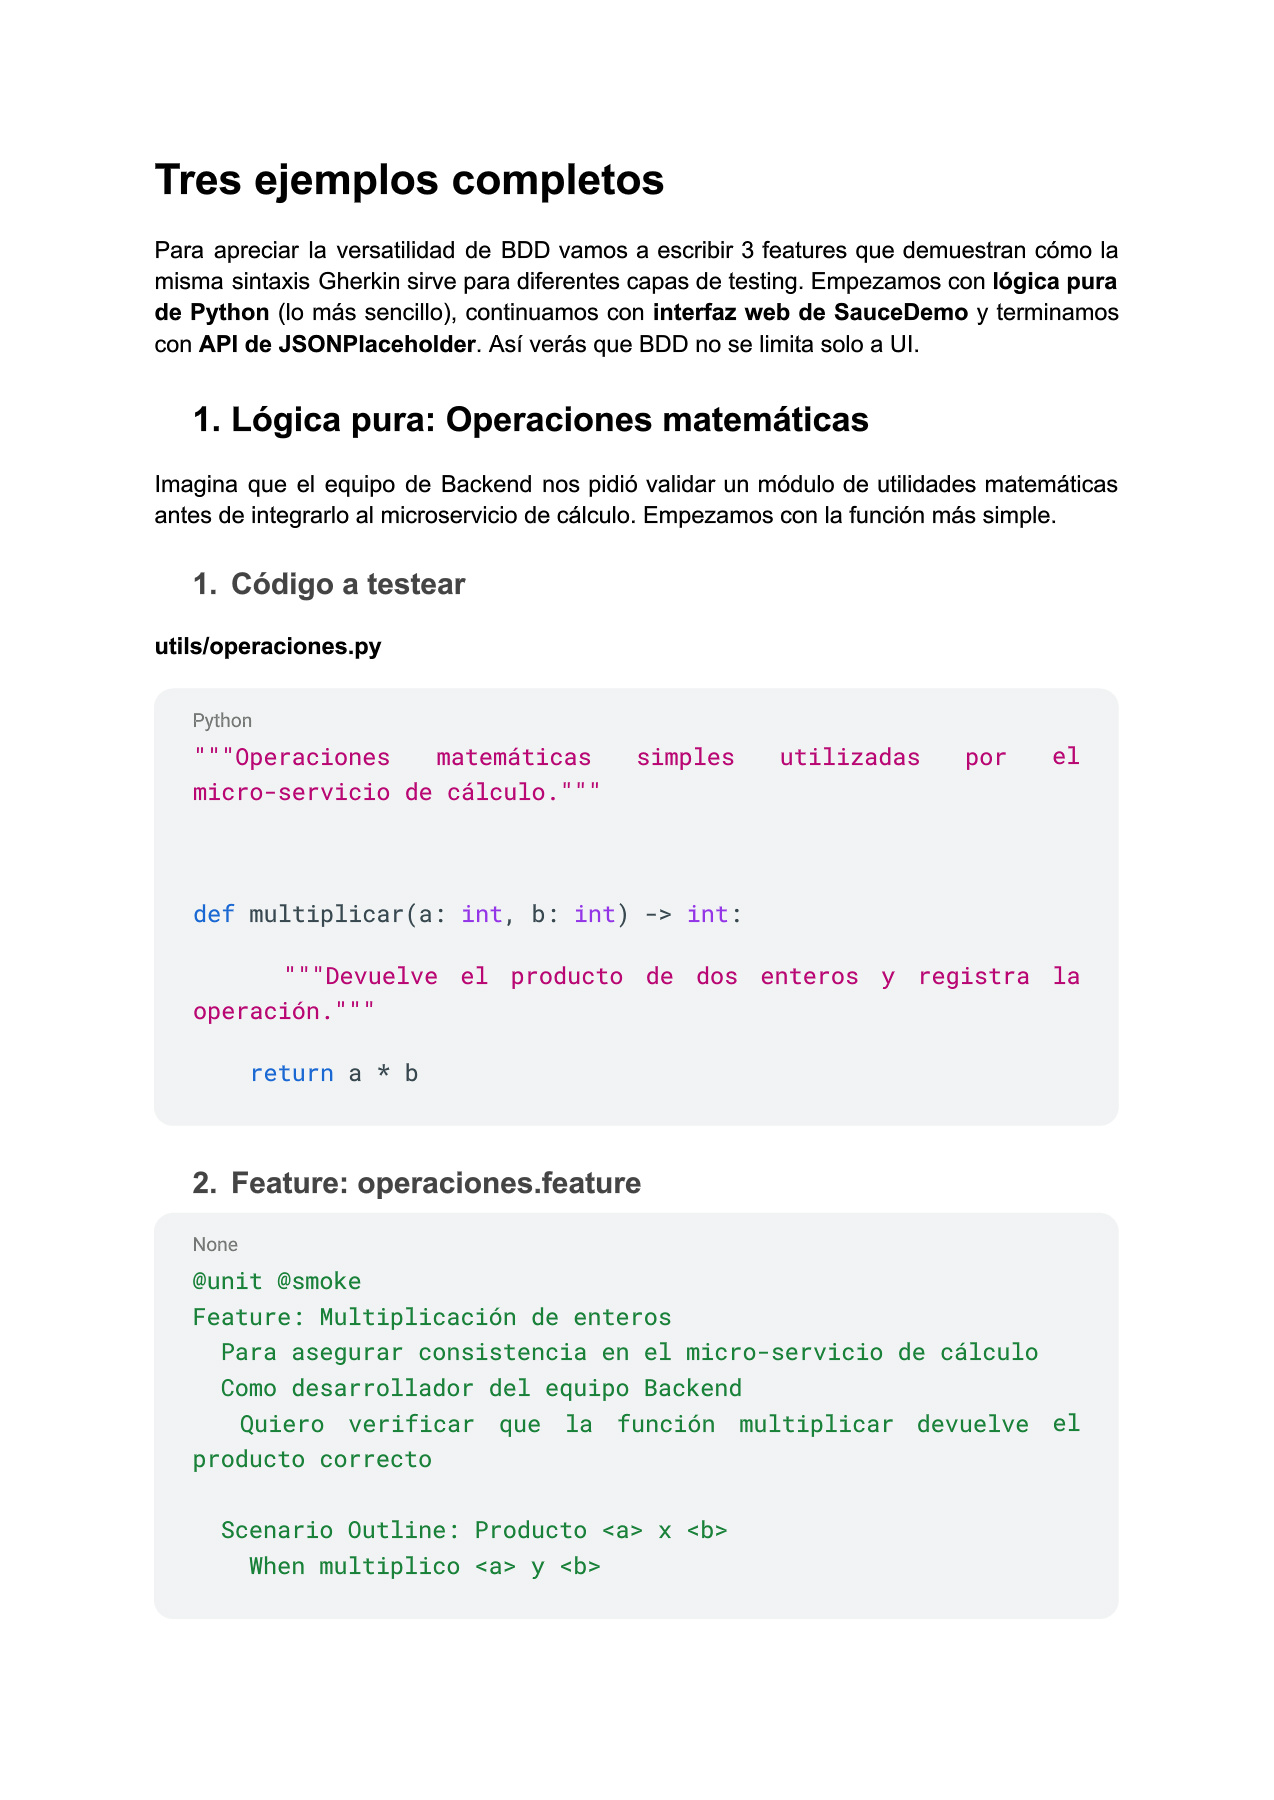 Tres ejemplos completos
Para apreciar la versatilidad de BDD vamos a escribir 3 features que demuestran cómo la
misma sintaxis Gherkin sirve para diferentes capas de testing. Empezamos con lógica pura
de Python (lo más sencillo), continuamos con interfaz web de SauceDemo y terminamos
con API de JSONPlaceholder. Así verás que BDD no se limita solo a UI.
1. Lógica pura: Operaciones matemáticas
Imagina que el equipo de Backend nos pidió validar un módulo de utilidades matemáticas
antes de integrarlo al microservicio de cálculo. Empezamos con la función más simple.
1. Código a testear
utils/operaciones.py
Python
"""Operaciones matemáticas simples utilizadas por el
micro-servicio de cálculo."""
def multiplicar(a: int, b: int) -> int:
"""Devuelve el producto de dos enteros y registra la
operación."""
return a * b
2. Feature: operaciones.feature
None
@unit @smoke
Feature: Multiplicación de enteros
Para asegurar consistencia en el micro-servicio de cálculo
Como desarrollador del equipo Backend
Quiero verificar que la función multiplicar devuelve el
producto correcto
Scenario Outline: Producto <a> x <b>
When multiplico <a> y <b>